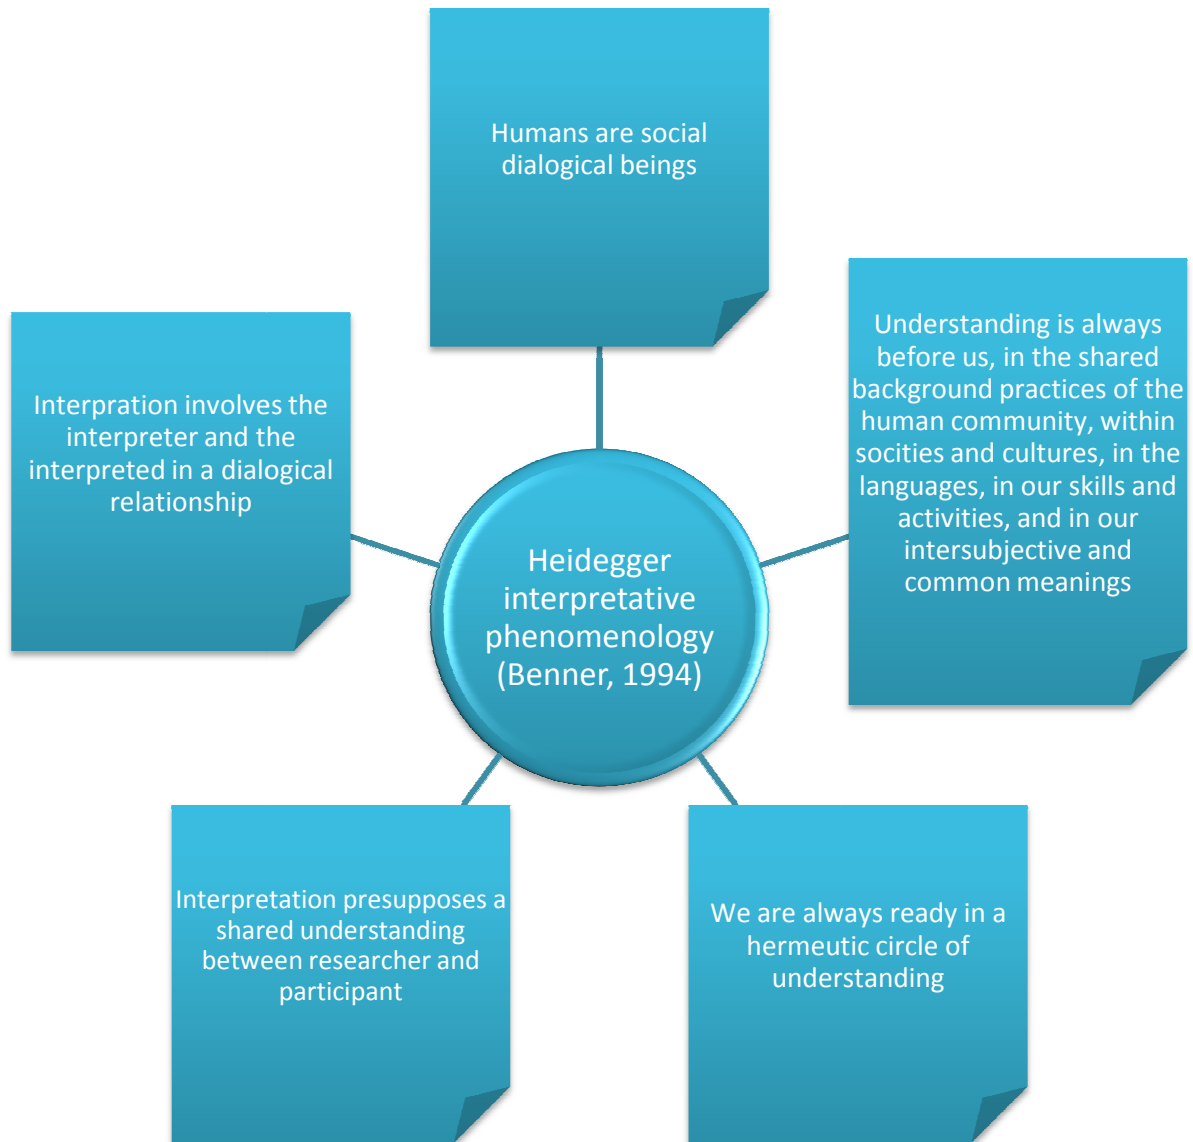 Humans are social
dialogical beings
Understanding is always
before us, in the shared
background practices of the
human community, within
socities and cultures, in the
languages, in our skills and
activities, and in our
intersubjective and
common meanings
We are always ready in a
hermeutic circle of
understanding
Interpretation presupposes a
shared understanding
between researcher and
participant
Interpration involves the
interpreter and the
interpreted in a dialogical
relationship
Heidegger
interpretative
phenomenology
(Benner, 1994)